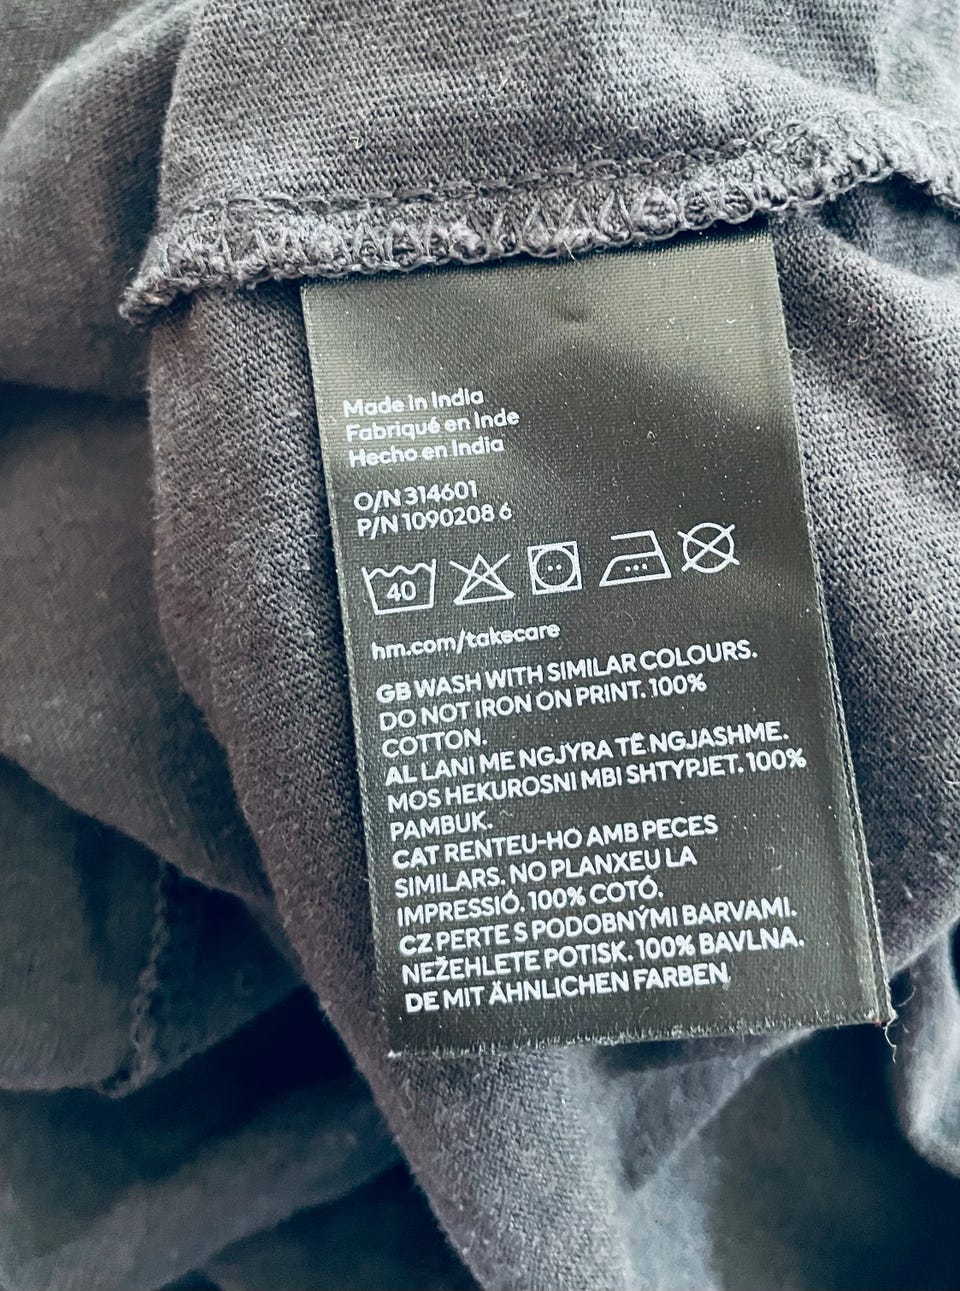 Made in India
Fabriqué en Inde
Hecho en India
O/N 314601
P/N 1090208 6
40
hm.com/takecare
GB WASH WITH SIMILAR COLOURS.
DO NOT IRON ON PRINT. 100%
COTTON.
AL LANI ME NGJYRA TË NGJASHME.
MOS HEKUROSNI MBI SHTYPJET. 100%
PAMBUK.
CAT RENTEU-HO AMB PECES
SIMILARS. NO PLANXEU LA
IMPRESSIÓ. 100% COTÓ.
CZ PERTE S PODOBNÝMI BARVAMI.
NEŽEHLETE POTISK. 100% BAVLNA.
DE MIT ÄHNLICHEN FARBEN